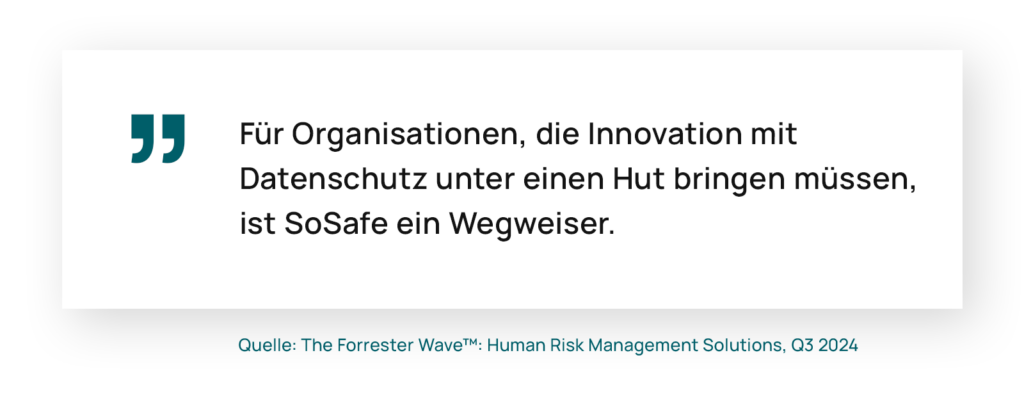 Für Organisationen, die Innovation mit
Datenschutz unter einen Hut bringen müssen,
ist SoSafe ein Wegweiser.
Quelle: The Forrester Wave™: Human Risk Management Solutions, Q3 2024